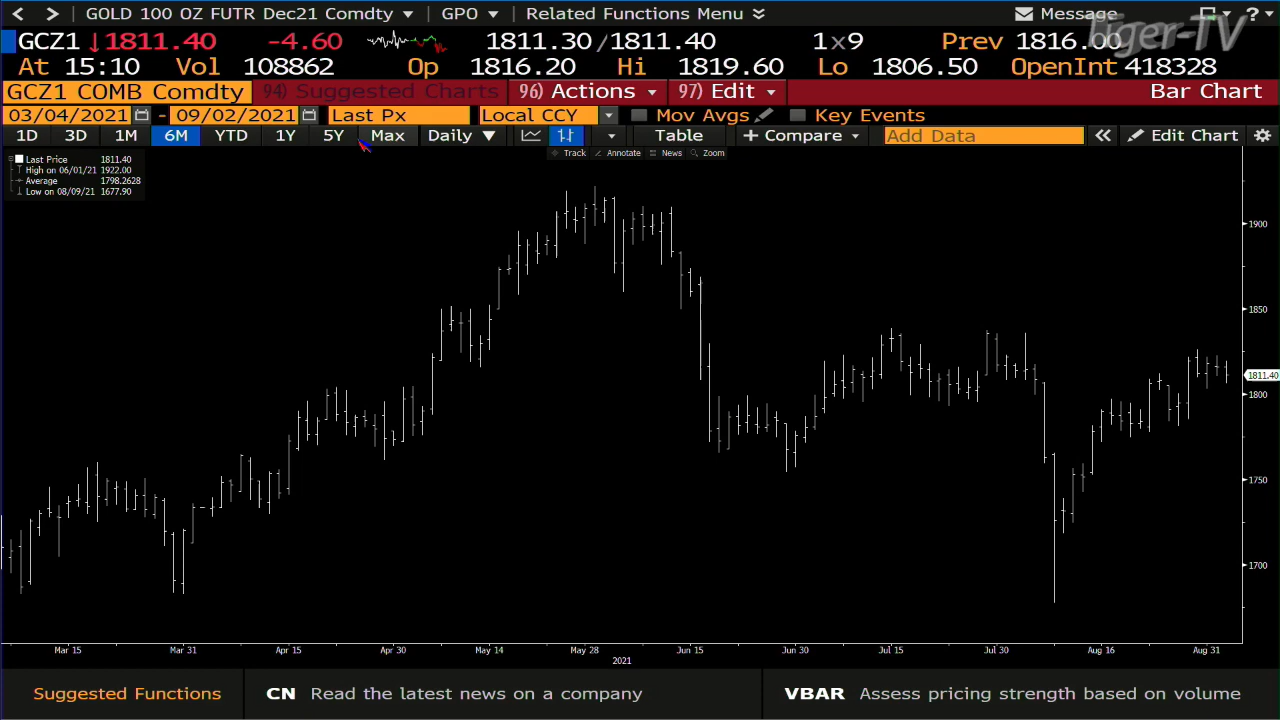 < > GOLD 100 OZ FUTR Dec21 Comdty GPO Related Functions Menu Message ?
GCZ1 ↓1811.40 -4.60 1811.30/1811.40 1x9 Prev 1816.00
At 15:10 Vol 108862 Op 1816.20 Hi 1819.60 Lo 1806.50 OpenInt 418328
GCZ1 COMB Comdty 94) Suggested Charts 96) Actions 97) Edit Bar Chart
03/04/2021 - 09/02/2021 Last Px Local CCY Mov Avgs Key Events
1D 3D 1M 6M YTD 1Y 5Y Max Daily ▼ Table + Compare Add Data « Edit Chart
Track Annotate News Zoom
Last Price 1811.40
High on 06/01/21 1922.00
Average 1798.2628
Low on 08/09/21 1677.90
1900
1850
1811.40
1800
1750
1700
Mar 15 Mar 31 Apr 15 Apr 30 May 14 May 28 Jun 15 Jun 30 Jul 15 Jul 30 Aug 16 Aug 31
2021
Suggested Functions CN Read the latest news on a company VBAR Assess pricing strength based on volume